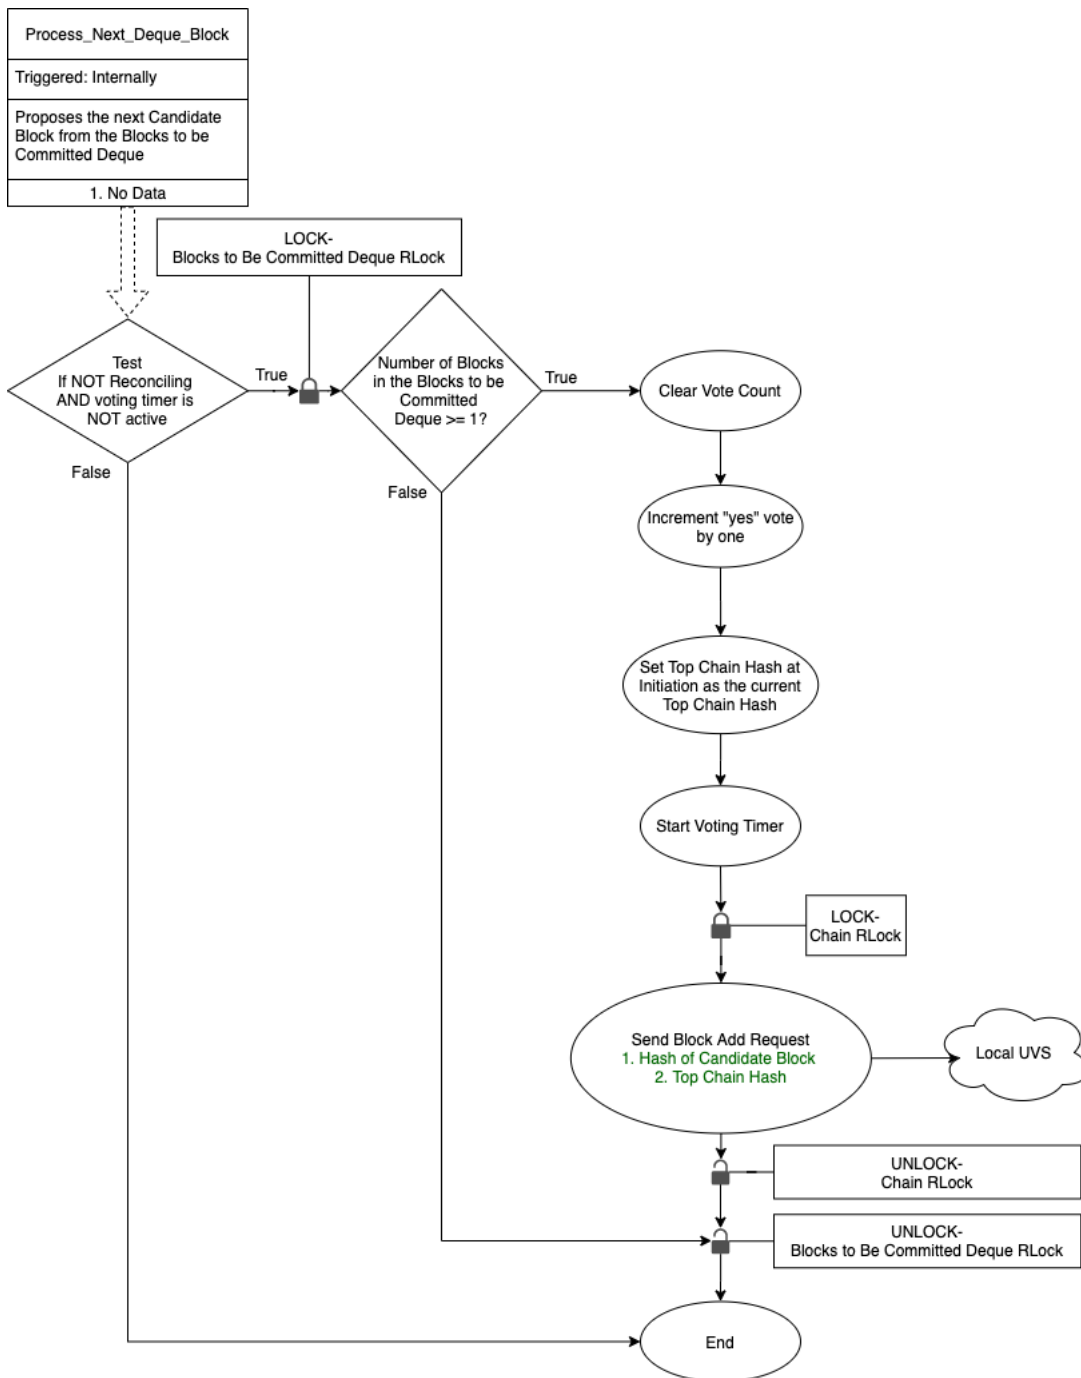 Process_Next_Deque_Block
Triggered: Internally
Proposes the next Candidate
Block from the Blocks to be
Committed Deque
1. No Data
LOCK-
Blocks to Be Committed Deque RLock
Test
If NOT Reconciling
AND voting timer is
NOT active
True
False
Number of Blocks
in the Blocks to be
Committed
Deque >= 1?
True
False
Clear Vote Count
Increment "yes" vote
by one
Set Top Chain Hash at
Initiation as the current
Top Chain Hash
Start Voting Timer
LOCK-
Chain RLock
Send Block Add Request
1. Hash of Candidate Block
2. Top Chain Hash
Local UVS
UNLOCK-
Chain RLock
UNLOCK-
Blocks to Be Committed Deque RLock
End